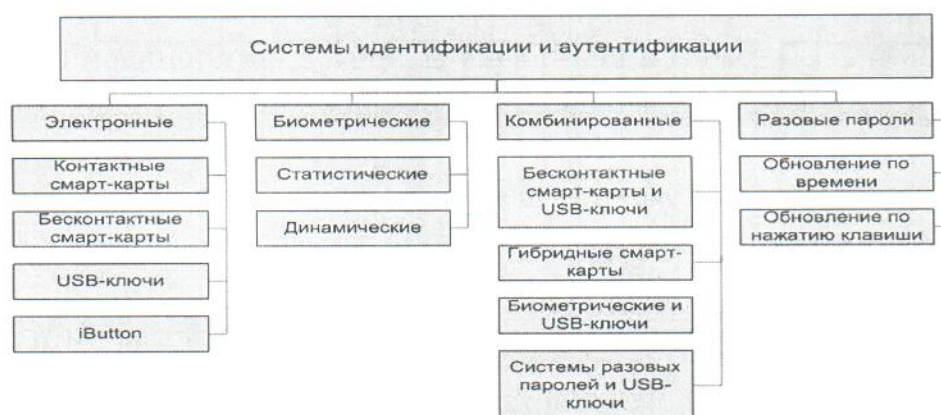 Системы идентификации и аутентификации
Электронные
Контактные
смарт-карты
Бесконтактные
смарт-карты
USB-ключи
iButton
Биометрические
Статистические
Динамические
Комбинированные
Бесконтактные
смарт-карты и
USB-ключи
Гибридные смарт-
карты
Биометрические и
USB-ключи
Системы разовых
паролей и USB-
ключи
Разовые пароли
Обновление по
времени
Обновление по
нажатию клавиши